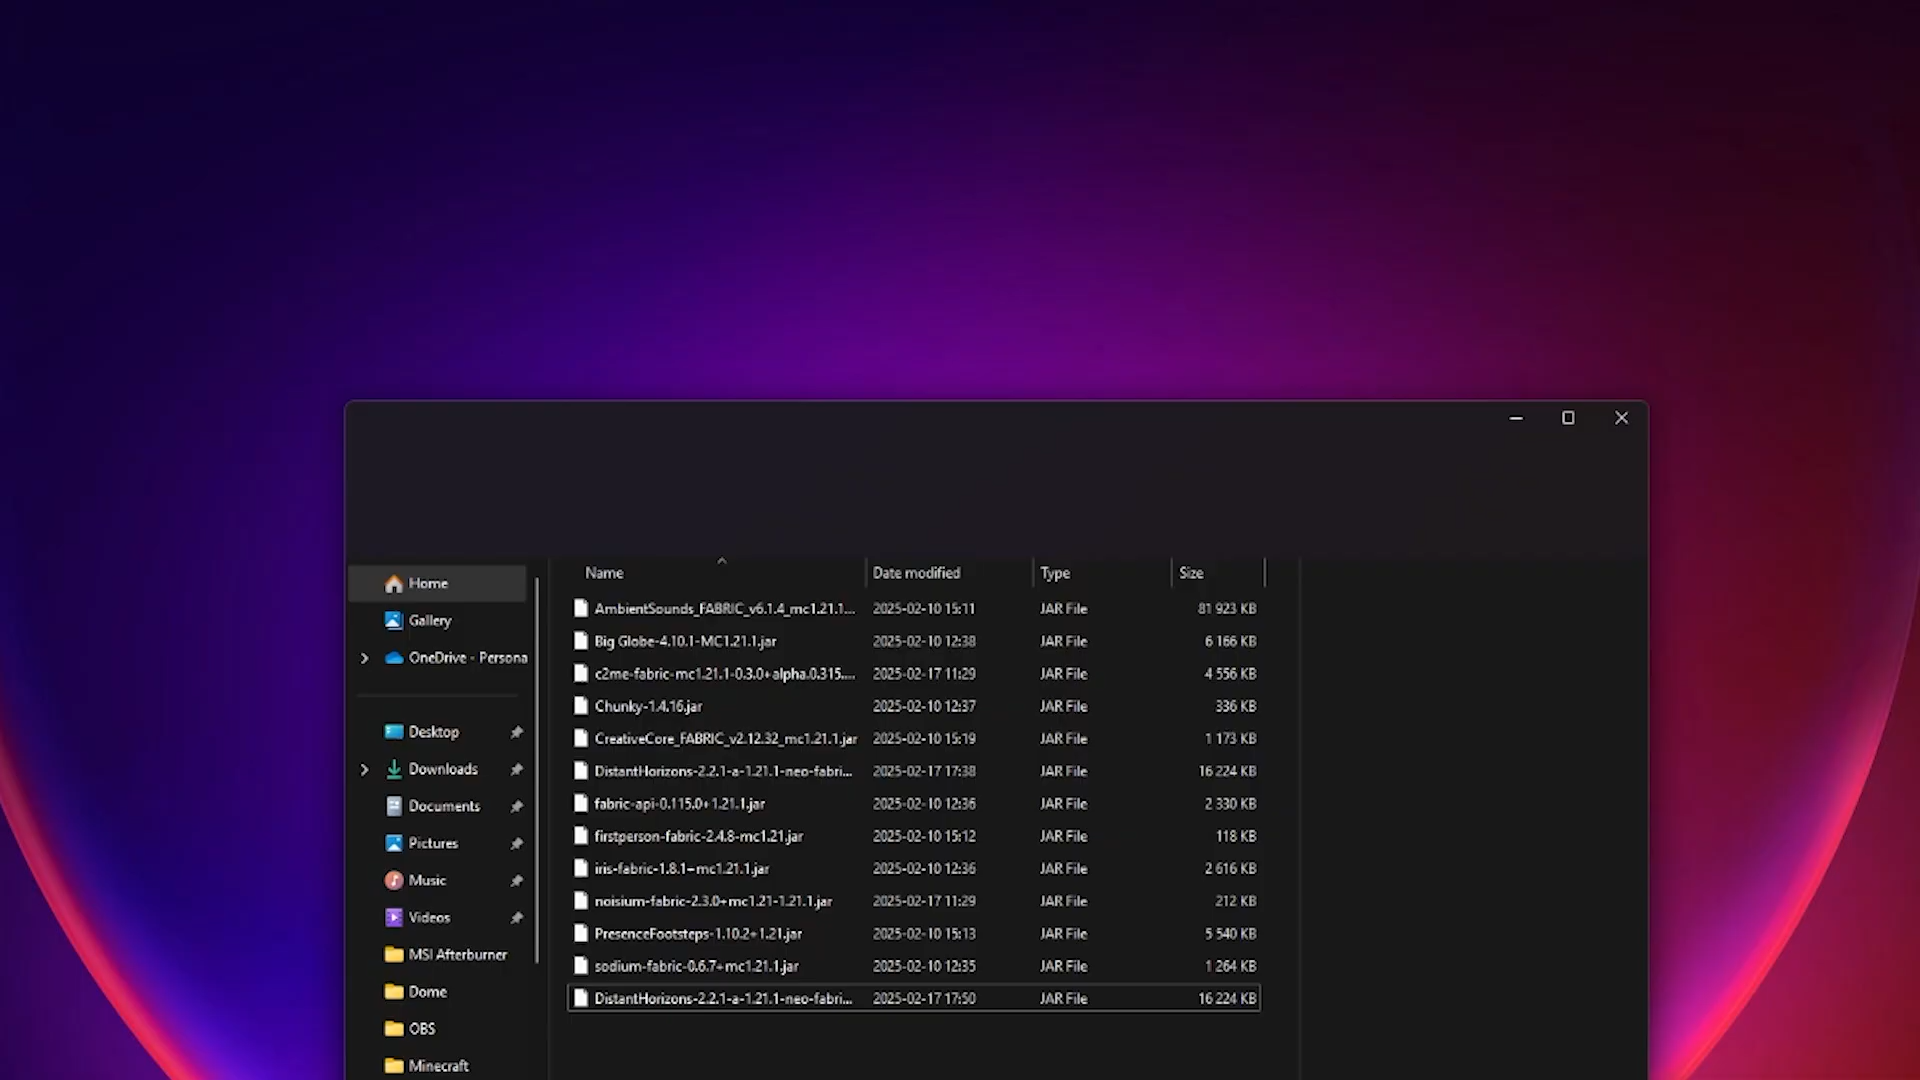 Home
Gallery
OneDrive - Persona
Desktop
Downloads
Documents
Pictures
Music
Videos
MSI Afterburner
Dome
OBS
Minecraft
Name Date modified Type Size
AmbientSounds_FABRIC_v6.1.4_mc1.21.1... 2025-02-10 15:11 JAR File 81 923 KB
Big Globe-4.10.1-MC1.21.1.jar 2025-02-10 12:38 JAR File 6 166 KB
c2me-fabric-mc1.21.1-0.3.0+alpha.0.315.... 2025-02-17 11:29 JAR File 4 556 KB
Chunky-1.4.16.jar 2025-02-10 12:37 JAR File 336 KB
CreativeCore_FABRIC_v2.12.32_mc1.21.1.jar 2025-02-10 15:19 JAR File 1 173 KB
DistantHorizons-2.2.1-a-1.21.1-neo-fabri... 2025-02-17 17:38 JAR File 16 224 KB
fabric-api-0.115.0+1.21.1.jar 2025-02-10 12:36 JAR File 2 330 KB
firstperson-fabric-2.4.8-mc1.21.jar 2025-02-10 15:12 JAR File 118 KB
iris-fabric-1.8.1+mc1.21.1.jar 2025-02-10 12:36 JAR File 2 616 KB
noisium-fabric-2.3.0+mc1.21-1.21.1.jar 2025-02-17 11:29 JAR File 212 KB
PresenceFootsteps-1.10.2+1.21.jar 2025-02-10 15:13 JAR File 5 540 KB
sodium-fabric-0.6.7+mc1.21.1.jar 2025-02-10 12:35 JAR File 1 264 KB
DistantHorizons-2.2.1-a-1.21.1-neo-fabri... 2025-02-17 17:50 JAR File 16 224 KB